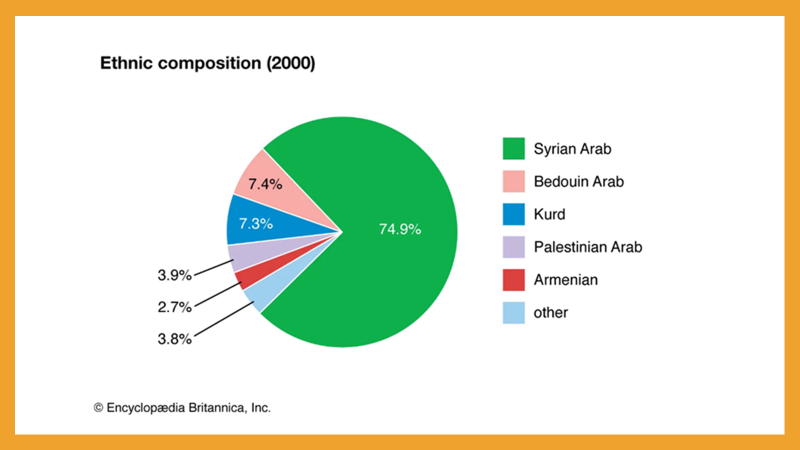 Ethnic composition (2000)
7.4%
7.3%
74.9%
3.9%
2.7%
3.8%
Syrian Arab
Bedouin Arab
Kurd
Palestinian Arab
Armenian
other
© Encyclopædia Britannica, Inc.